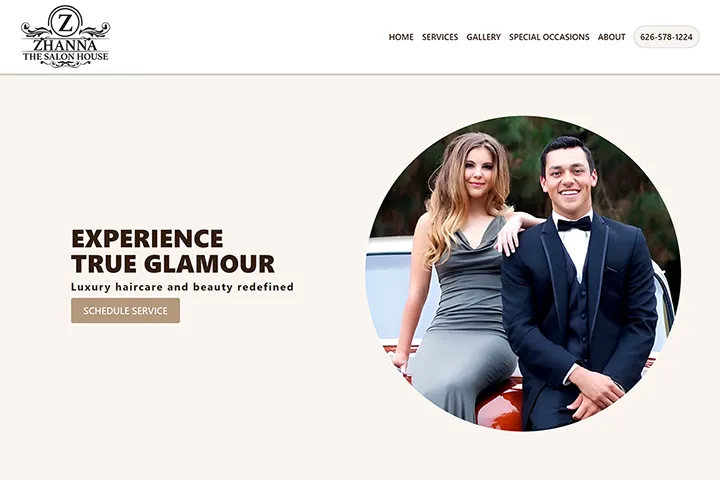 Z
ZHANNA
THE SALON HOUSE
HOME SERVICES GALLERY SPECIAL OCCASIONS ABOUT 626-578-1224
EXPERIENCE
TRUE GLAMOUR
Luxury haircare and beauty redefined
SCHEDULE SERVICE